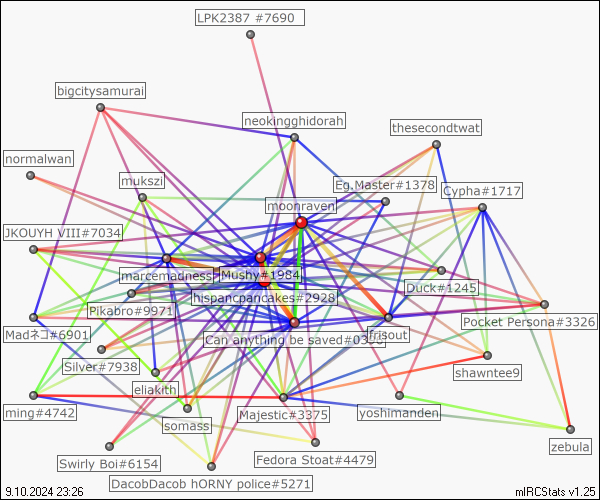 LPK2387 #7690
bigcitysamurai
neokingghidorah
thesecondtwat
normalwan
mukszi
Eg.Master#1378
Cypha#1717
moonraven
JKOUYH VIII#7034
marcemadness
Mushy#1984
Duck#1245
hispancpancakes#2928
Pikabro#9971
Pocket Persona#3326
Madネコ#6901
Can anything be saved#03
frisout
Silver#7938
shawntee9
eliakith
ming#4742
somass
Majestic#3375
yoshimanden
zebula
Swirly Boi#6154
Fedora Stoat#4479
DacobDacob hORNY police#5271
9.10.2024 23:26
mIRCStats v1.25